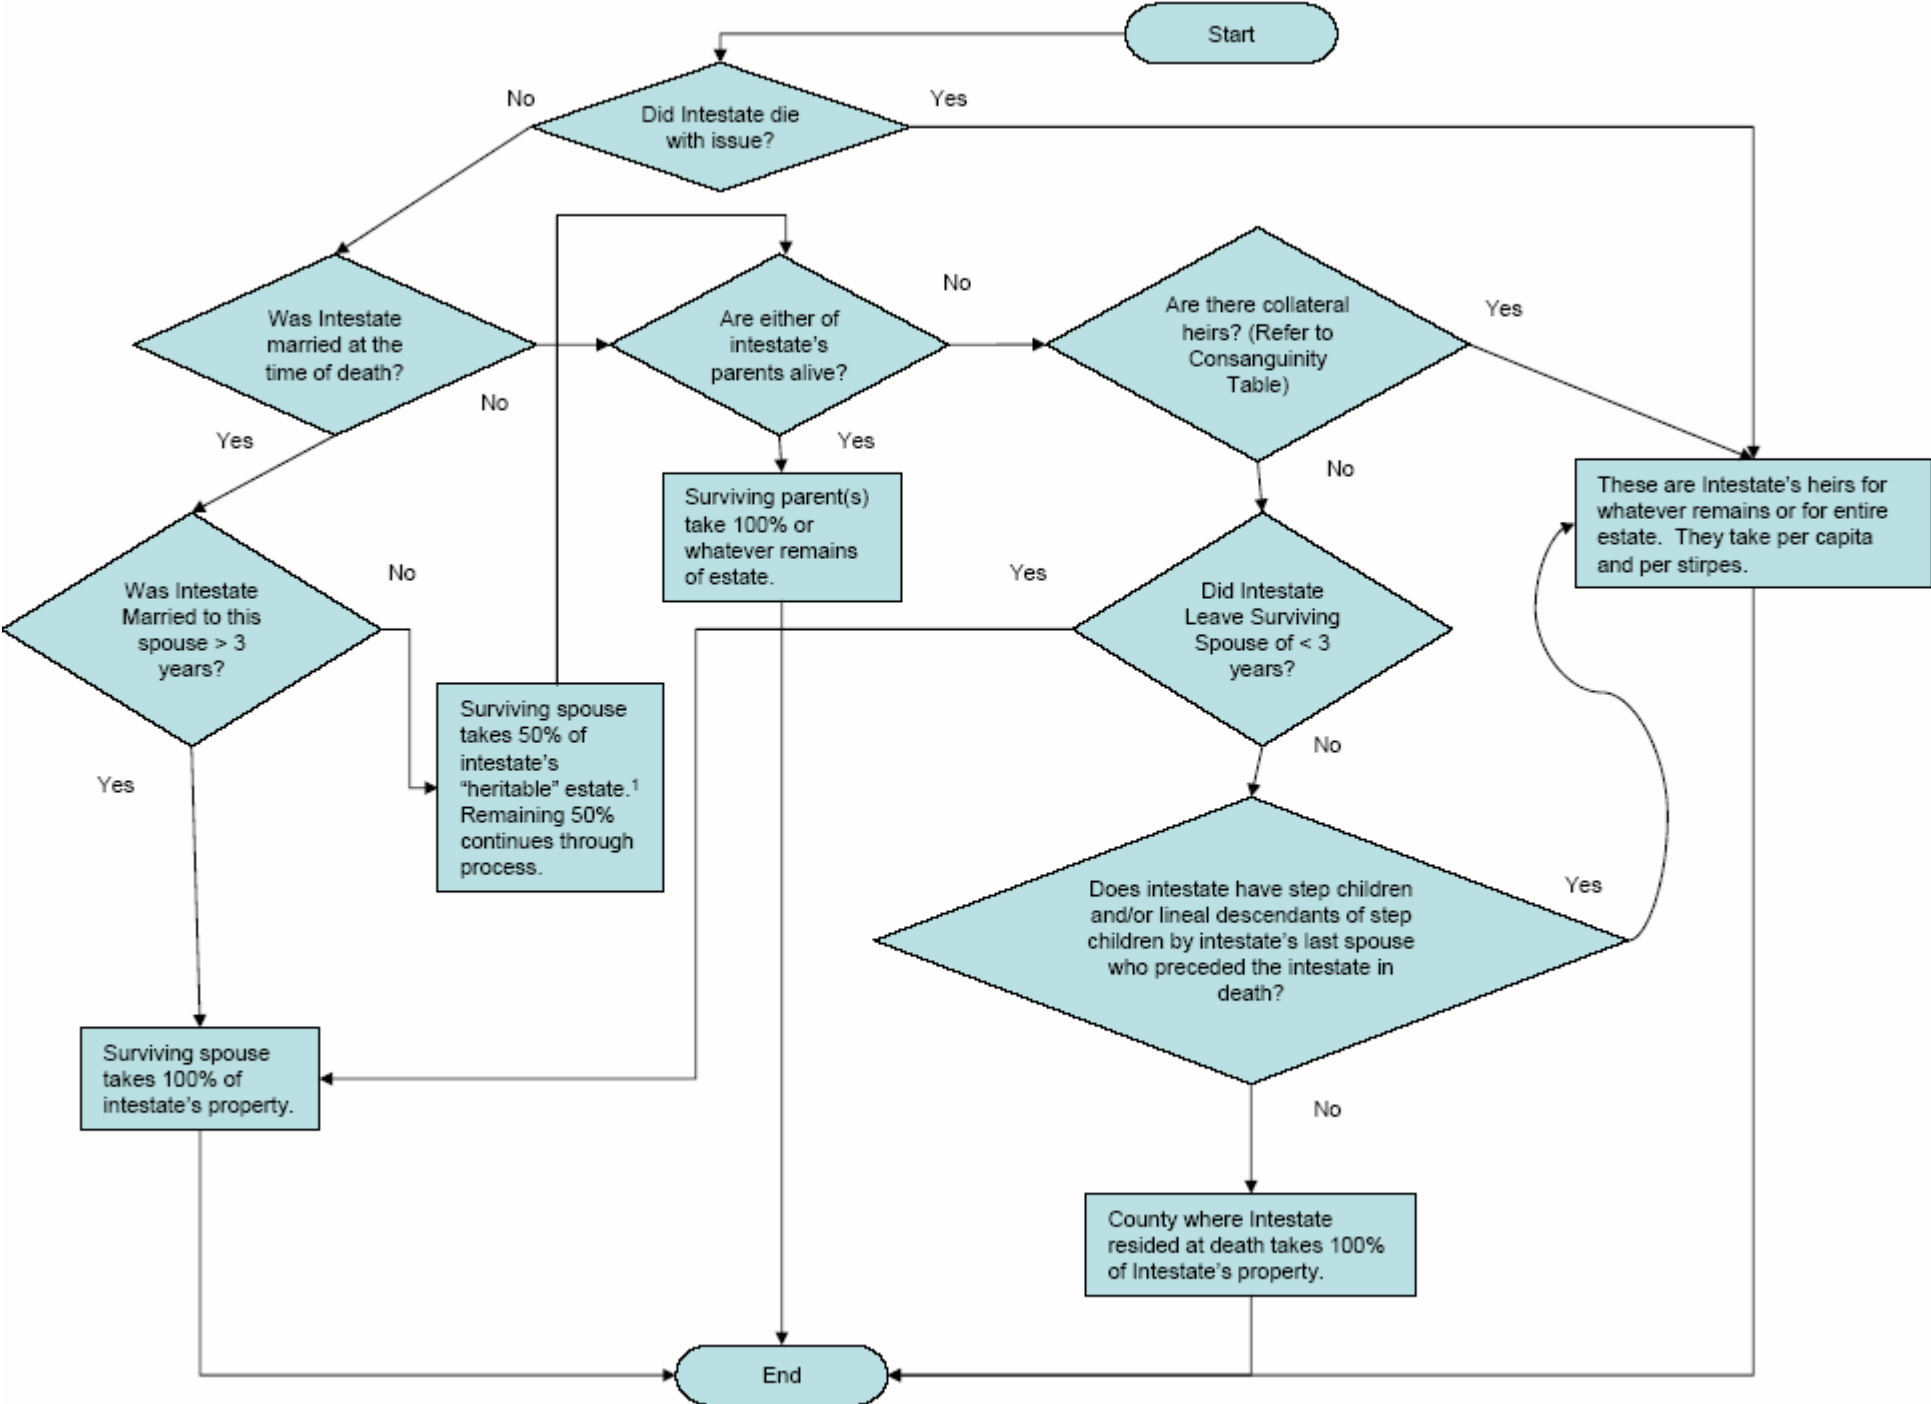 Start
No
Yes
Did Intestate die
with issue?
No
Was Intestate
married at the
time of death?
Are either of
intestate's
parents alive?
Are there collateral
heirs? (Refer to
Consanguinity
Table)
Yes
No
Yes
Yes
No
Surviving parent(s)
take 100% or
whatever remains
of estate.
These are Intestate's heirs for
whatever remains or for entire
estate. They take per capita
and per stirpes.
No
Yes
Was Intestate
Married to this
spouse > 3
years?
Did Intestate
Leave Surviving
Spouse of < 3
years?
Surviving spouse
takes 50% of
intestate's
"heritable" estate.¹
Remaining 50%
continues through
process.
No
Yes
Yes
Does intestate have step children
and/or lineal descendants of step
children by intestate's last spouse
who preceded the intestate in
death?
Surviving spouse
takes 100% of
intestate's property.
No
County where Intestate
resided at death takes 100%
of Intestate's property.
End